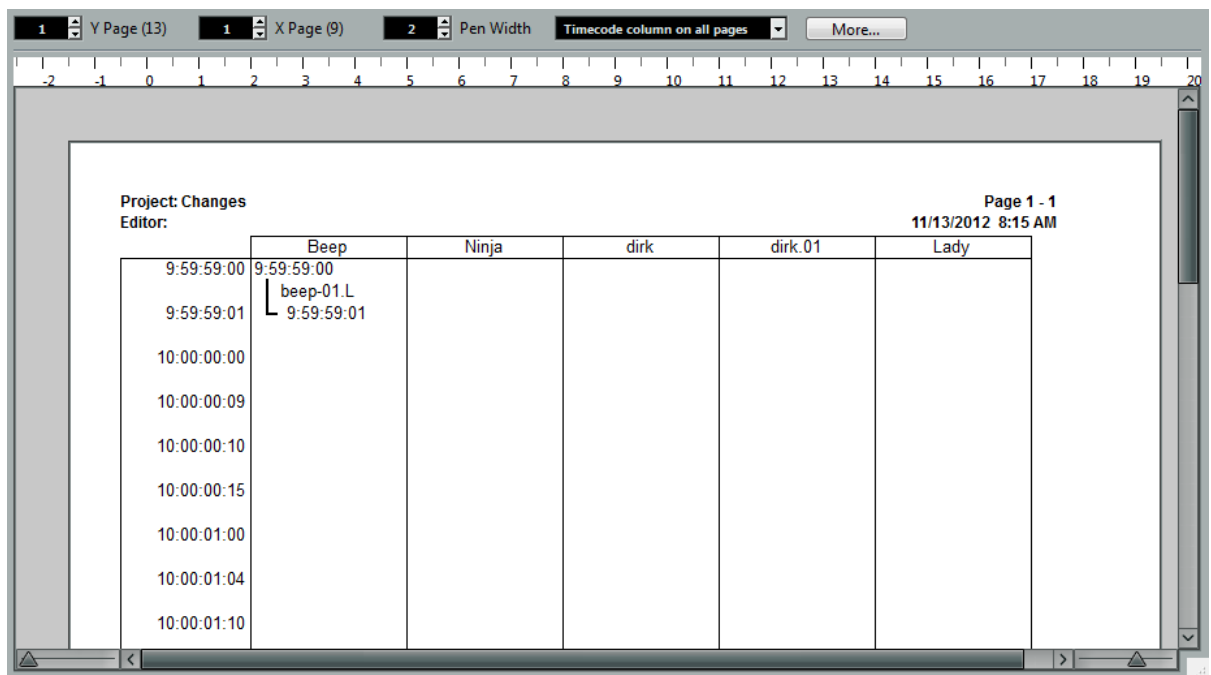 1 Y Page (13) 1 X Page (9) 2 Pen Width Timecode column on all pages More...
-2 -1 0 1 2 3 4 5 6 7 8 9 10 11 12 13 14 15 16 17 18 19 20
Project: Changes Page 1 - 1
Editor: 11/13/2012 8:15 AM
Beep Ninja dirk dirk.01 Lady
9:59:59:00 9:59:59:00
beep-01.L
9:59:59:01 9:59:59:01
10:00:00:00
10:00:00:09
10:00:00:10
10:00:00:15
10:00:01:00
10:00:01:04
10:00:01:10